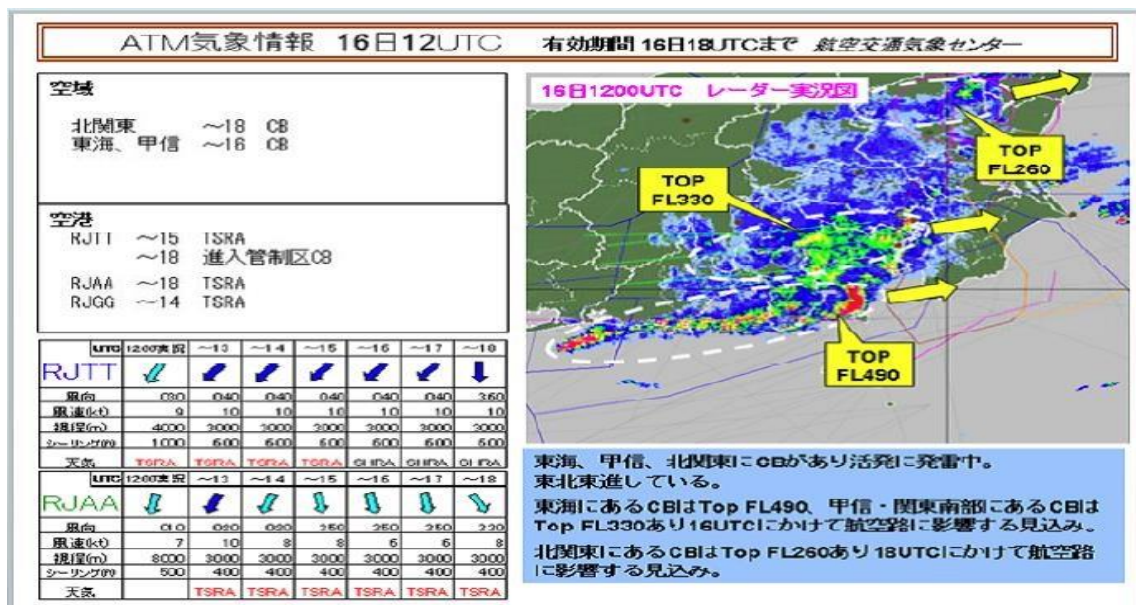 ATM気象情報 16日12UTC 有効期間 16日18UTCまで 航空交通気象センター
空域
北関東 ～18 CB
東海、甲信 ～16 CB
空港
RJTT ～15 TSRA
～18 進入管制区CB
RJAA ～18 TSRA
RJGG ～14 TSRA
UTC 1200実況 ～13 ～14 ～15 ～16 ～17 ～18
RJTT
風向 030 040 040 040 040 040 360
風速(kt) 9 10 10 10 10 10 10
視程(m) 4000 3000 3000 3000 3000 3000 3000
シーリング(ft) 1000 600 600 600 600 600 500
天気 TSRA TSRA TSRA TSRA SHRA SHRA SHRA
UTC 1200実況 ～13 ～14 ～15 ～16 ～17 ～18
RJAA
風向 010 020 020
風速(kt) 7 10 8 8 6 6 8
視程(m) 8000 3000 3000 3000 3000 3000 3000
シーリング(ft) 500 400 400 400 400 400 400
天気 TSRA TSRA TSRA TSRA TSRA TSRA
16日1200UTC レーダー実況図
TOP
FL260
TOP
FL330
TOP
FL490
東海、甲信、北関東にCBがあり活発に発雷中。
東北東進している。
東海にあるCBはTop FL490、甲信・関東南部にあるCBは
Top FL330あり16UTCにかけて航空路に影響する見込み。
北関東にあるCBはTop FL260あり18UTCにかけて航空路
に影響する見込み。